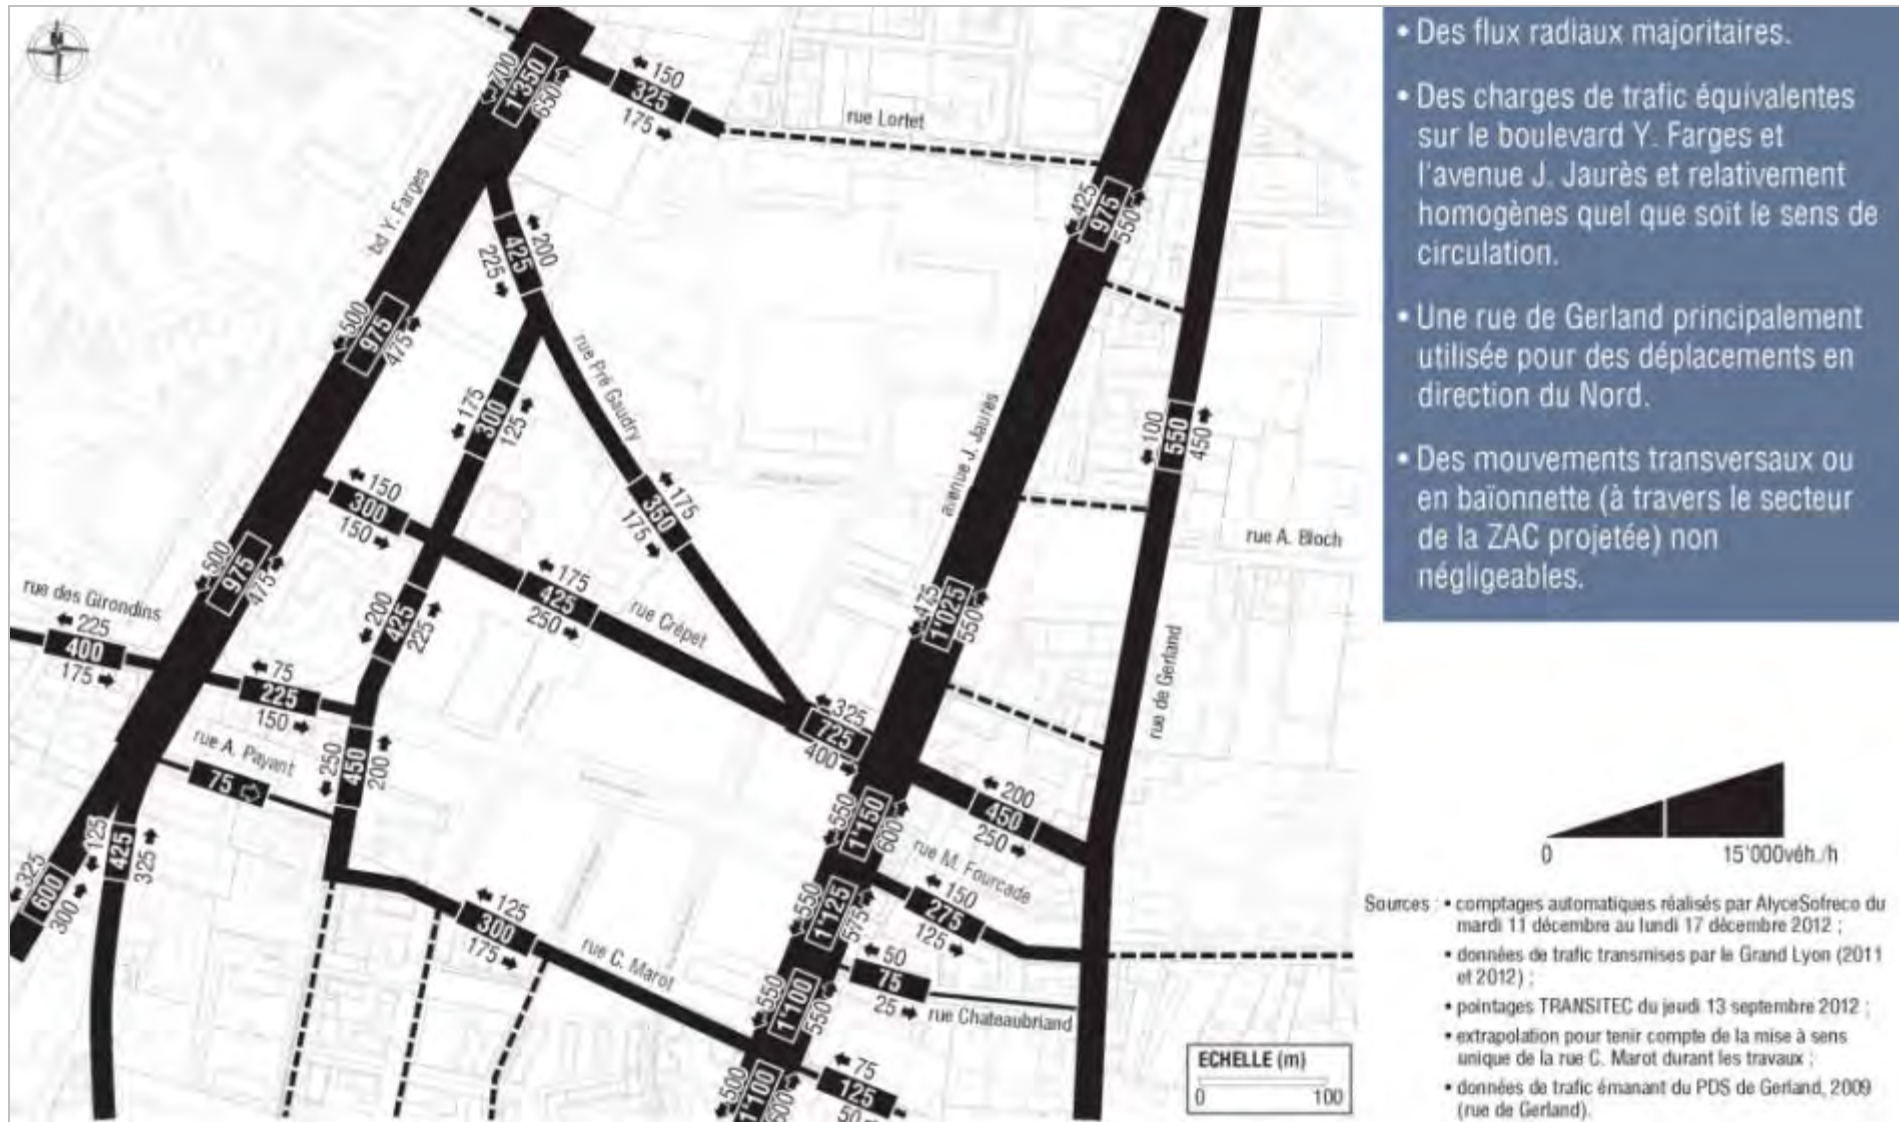 • Des flux radiaux majoritaires.
• Des charges de trafic équivalentes
sur le boulevard Y. Farges et
l'avenue J. Jaurès et relativement
homogènes quel que soit le sens de
circulation.
• Une rue de Gerland principalement
utilisée pour des déplacements en
direction du Nord.
• Des mouvements transversaux ou
en baïonnette (à travers le secteur
de la ZAC projetée) non
négligeables.
700
1'350
650
150
325
175
rue Lortet
bd Y. Farges
200
425
225
425
975
550
500
975
475
rue Pré Gaudry
175
300
125
avenue J. Jaurès
100
550
450
150
300
150
175
350
175
rue A. Bloch
500
975
475
175
425
250
rue Crépet
475
1'025
550
rue des Girondins
225
400
175
200
425
225
75
225
150
rue de Gerland
rue A. Payant
75
250
450
200
325
725
400
200
450
250
550
1'150
600
rue M. Fourcade
150
275
125
325
600
300
125
425
325
125
300
175
rue C. Marot
550
1'125
575
50
75
25
rue Chateaubriand
550
1'100
550
75
125
50
500
1'100
ECHELLE (m)
0
100
0
15'000véh./h
Sources : • comptages automatiques réalisés par AlyceSofreco du
mardi 11 décembre au lundi 17 décembre 2012 ;
• données de trafic transmises par le Grand Lyon (2011
et 2012) ;
• pointages TRANSITEC du jeudi 13 septembre 2012 ;
• extrapolation pour tenir compte de la mise à sens
unique de la rue C. Marot durant les travaux ;
• données de trafic émanant du PDS de Gerland, 2009
(rue de Gerland).